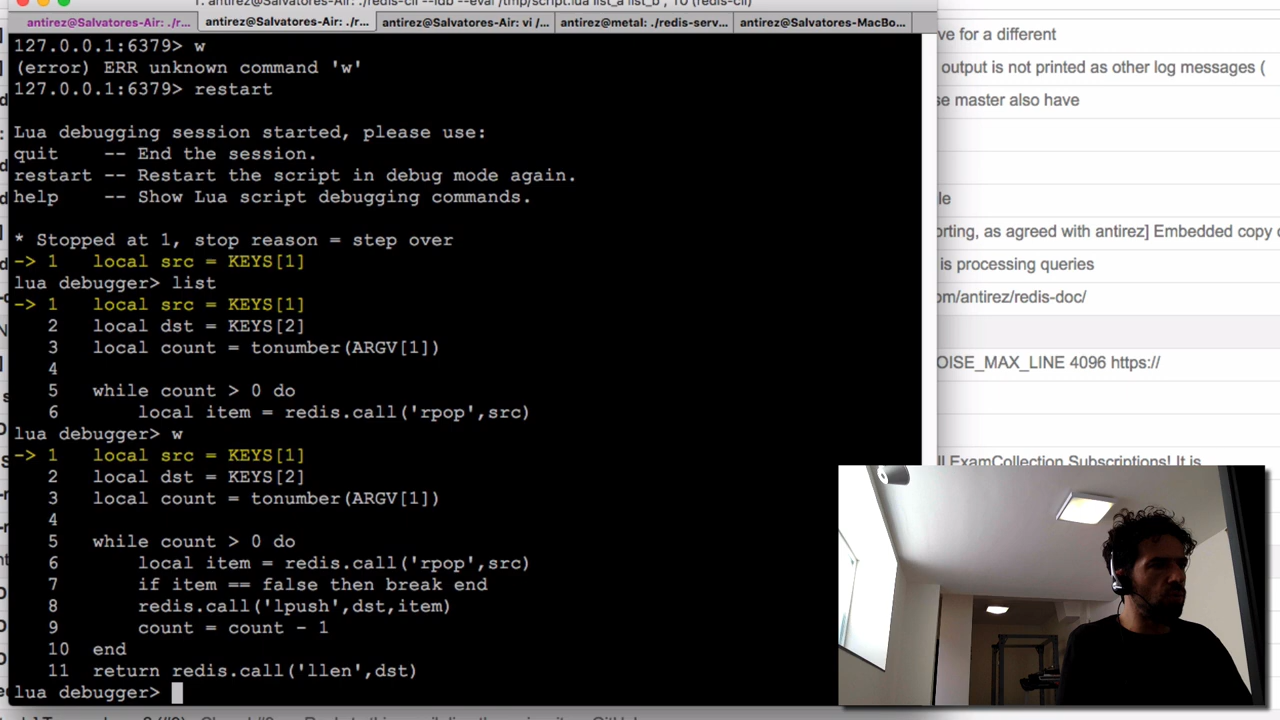 1. antirez@Salvatores-Air: ./redis-cli --ldb --eval /tmp/script.lua list_a list_b , 10 (redis-cli)
antirez@Salvatores-Air: ./r... antirez@Salvatores-Air: ./r... antirez@Salvatores-Air: vi /... antirez@metal: ./redis-serv... antirez@Salvatores-MacBo...
127.0.0.1:6379> w
(error) ERR unknown command 'w'
127.0.0.1:6379> restart
Lua debugging session started, please use:
quit    -- End the session.
restart -- Restart the script in debug mode again.
help    -- Show Lua script debugging commands.
* Stopped at 1, stop reason = step over
-> 1   local src = KEYS[1]
lua debugger> list
-> 1   local src = KEYS[1]
   2   local dst = KEYS[2]
   3   local count = tonumber(ARGV[1])
   4
   5   while count > 0 do
   6       local item = redis.call('rpop',src)
lua debugger> w
-> 1   local src = KEYS[1]
   2   local dst = KEYS[2]
   3   local count = tonumber(ARGV[1])
   4
   5   while count > 0 do
   6       local item = redis.call('rpop',src)
   7       if item == false then break end
   8       redis.call('lpush',dst,item)
   9       count = count - 1
   10  end
   11  return redis.call('llen',dst)
lua debugger>
ve for a different
output is not printed as other log messages (
se master also have
le
orting, as agreed with antirez] Embedded copy o
is processing queries
om/antirez/redis-doc/
OISE_MAX_LINE 4096 https://
ExamCollection Subscriptions! It is